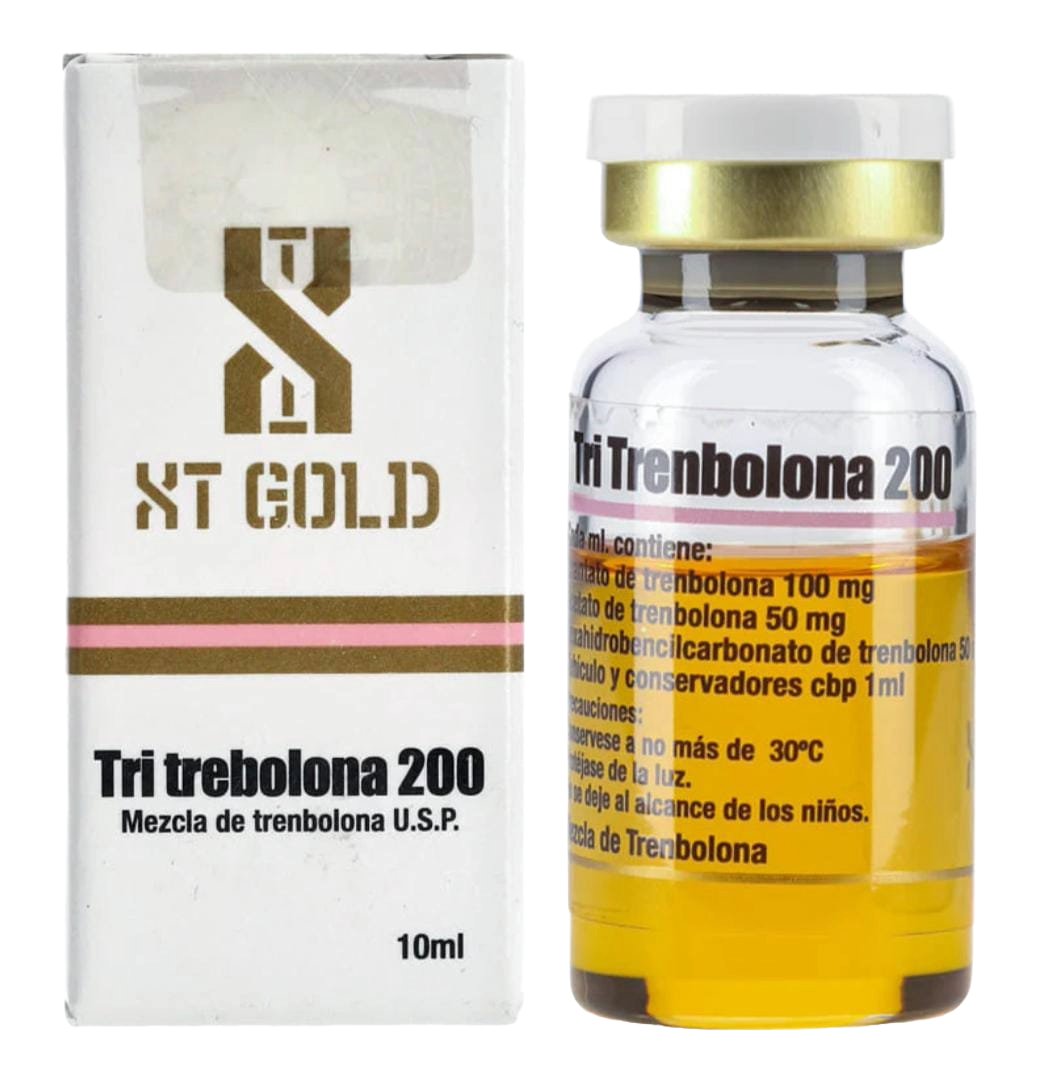 XT GOLD
Tri trebolona 200
Mezcla de trenbolona U.S.P.
10ml
Tri Trenbolona 200
ml. contiene:
de trenbolona 100 mg
de trenbolona 50 mg
de trenbolona 50
y conservadores cbp 1ml
a no más de 30ºC
de la luz.
se deje al alcance de los niños.
de Trenbolona